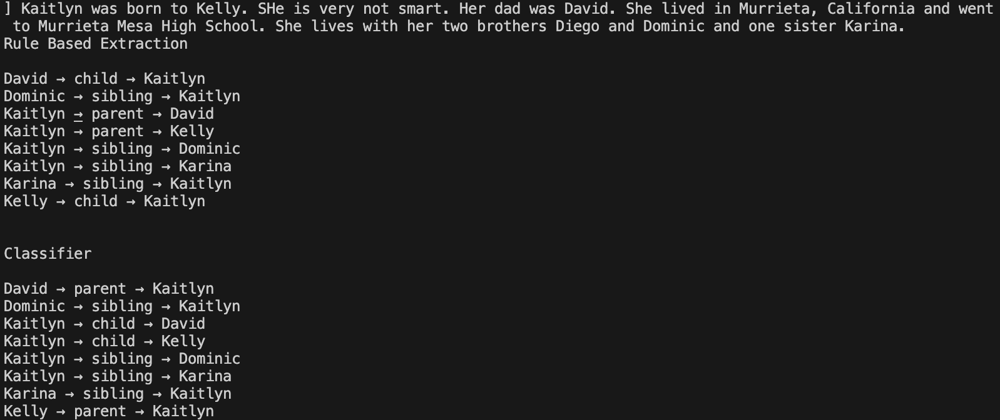 ] Kaitlyn was born to Kelly. SHe is very not smart. Her dad was David. She lived in Murrieta, California and went
to Murrieta Mesa High School. She lives with her two brothers Diego and Dominic and one sister Karina.
Rule Based Extraction
David → child → Kaitlyn
Dominic → sibling → Kaitlyn
Kaitlyn → parent → David
Kaitlyn → parent → Kelly
Kaitlyn → sibling → Dominic
Kaitlyn → sibling → Karina
Karina → sibling → Kaitlyn
Kelly → child → Kaitlyn
Classifier
David → parent → Kaitlyn
Dominic → sibling → Kaitlyn
Kaitlyn → child → David
Kaitlyn → child → Kelly
Kaitlyn → sibling → Dominic
Kaitlyn → sibling → Karina
Karina → sibling → Kaitlyn
Kelly → parent → Kaitlyn